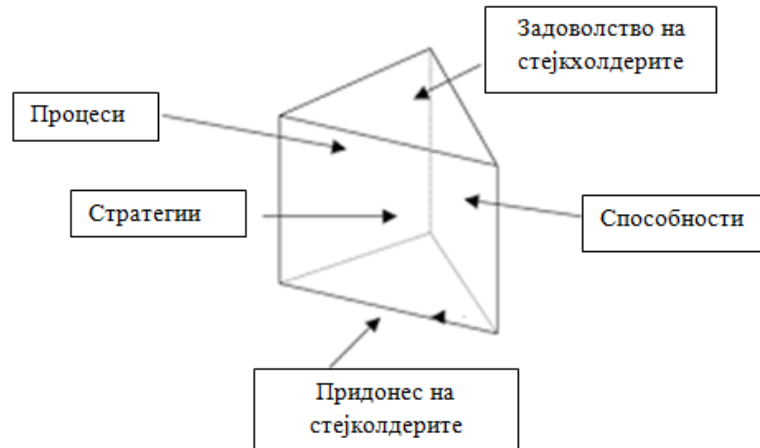 Задоволство на
стејкхолдерите
Процеси
Стратегии
Способности
Придонес на
стејколдерите